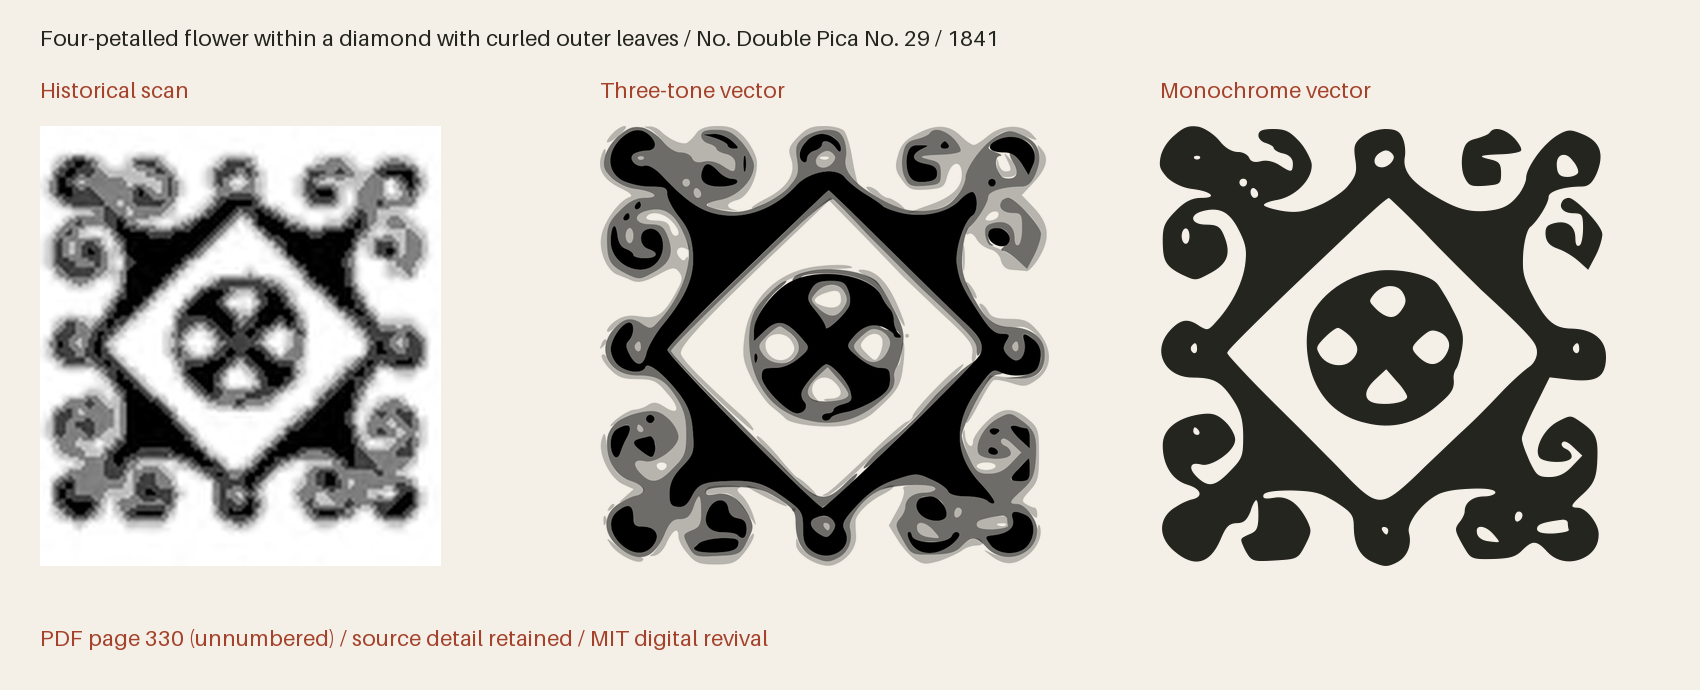 Four-petalled flower within a diamond with curled outer leaves / No. Double Pica No. 29 / 1841
Historical scan
Three-tone vector
Monochrome vector
PDF page 330 (unnumbered) / source detail retained / MIT digital revival